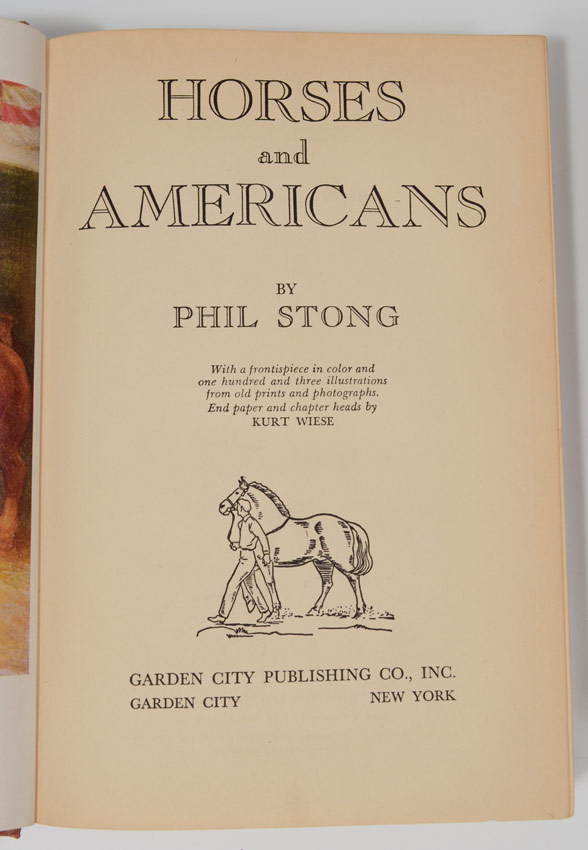 HORSES
and
AMERICANS
BY
PHIL STONG
With a frontispiece in color and
one hundred and three illustrations
from old prints and photographs.
End paper and chapter heads by
KURT WIESE
GARDEN CITY PUBLISHING CO., INC.
GARDEN CITY NEW YORK